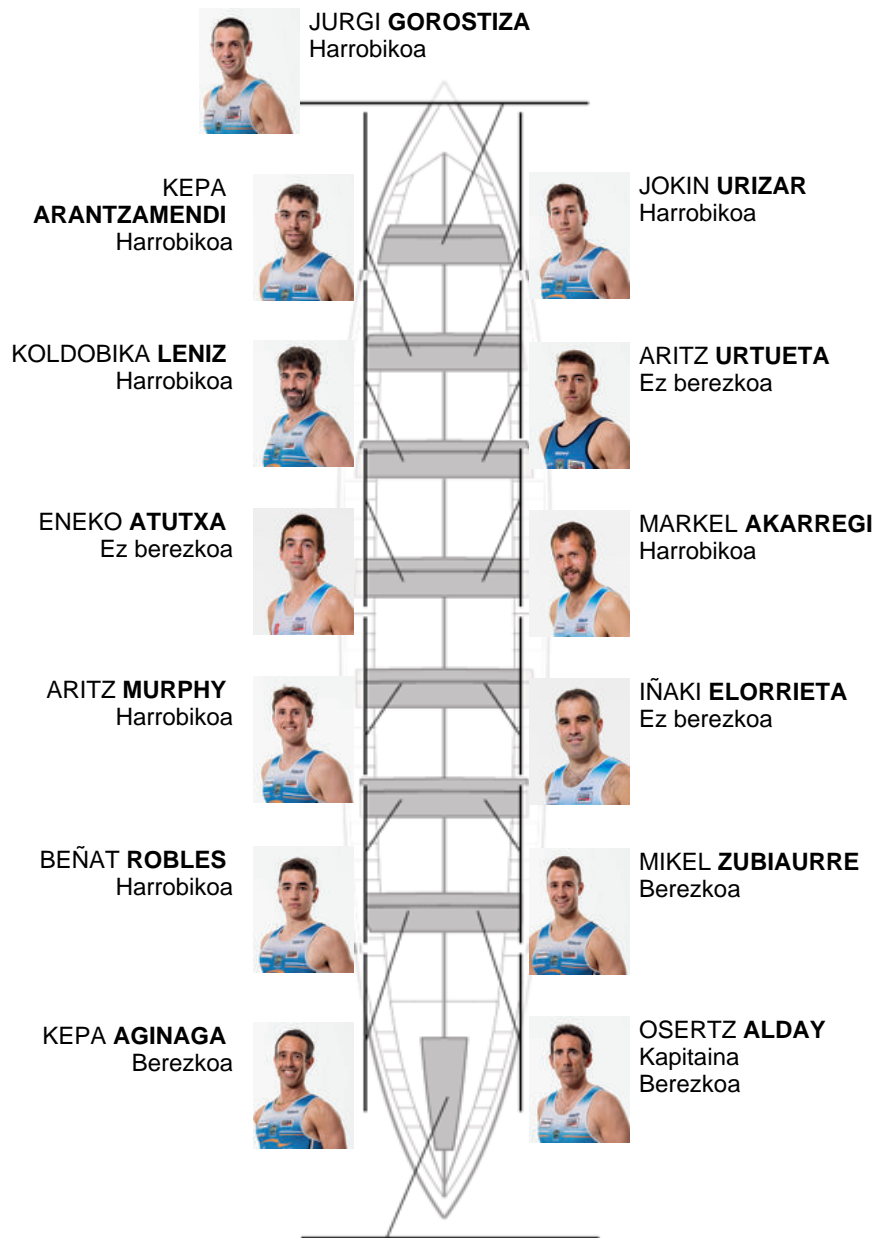 JURGI GOROSTIZA
Harrobikoa
KEPA
ARANTZAMENDI
Harrobikoa
JOKIN URIZAR
Harrobikoa
KOLDOBIKA LENIZ
Harrobikoa
ARITZ URTUETA
Ez berezkoa
ENEKO ATUTXA
Ez berezkoa
MARKEL AKARREGI
Harrobikoa
ARITZ MURPHY
Harrobikoa
IÑAKI ELORRIETA
Ez berezkoa
BEÑAT ROBLES
Harrobikoa
MIKEL ZUBIAURRE
Berezkoa
KEPA AGINAGA
Berezkoa
OSERTZ ALDAY
Kapitaina
Berezkoa